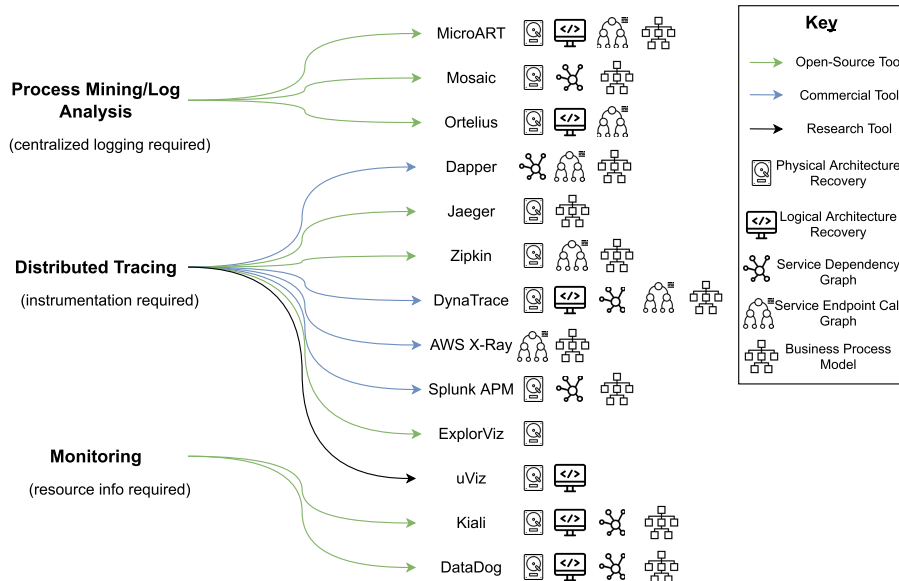 Process Mining/Log
Analysis
(centralized logging required)
Distributed Tracing
(instrumentation required)
Monitoring
(resource info required)
MicroART
Mosaic
Ortelius
Dapper
Jaeger
Zipkin
DynaTrace
AWS X-Ray
Splunk APM
ExplorViz
uViz
Kiali
DataDog
Key
Open-Source Too
Commercial Tool
Research Tool
Physical Architecture
Recovery
Logical Architecture
Recovery
Service Dependency
Graph
Service Endpoint Cal
Graph
Business Process
Model